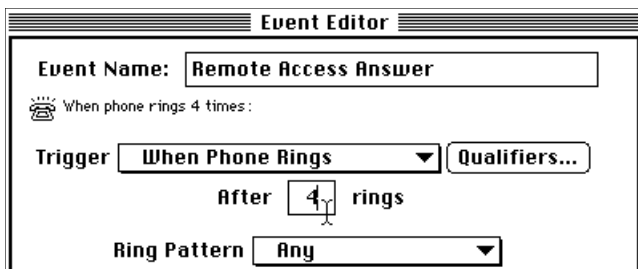 Event Editor
Event Name: Remote Access Answer
When phone rings 4 times:
Trigger When Phone Rings Qualifiers...
After 4 rings
Ring Pattern Any